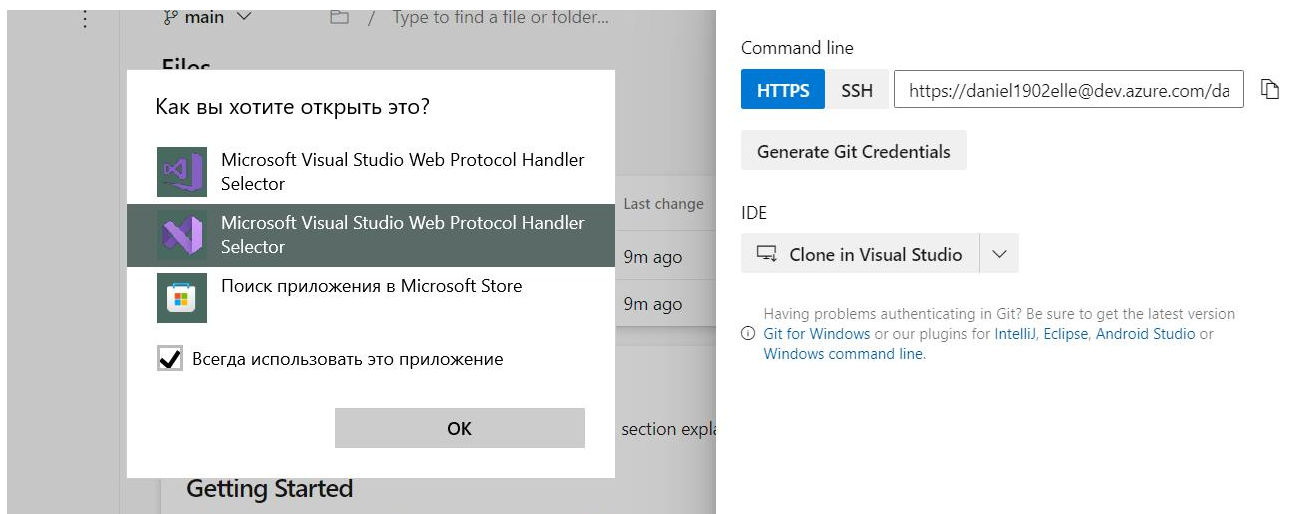 main
/ Type to find a file or folder...
Files
Как вы хотите открыть это?
Microsoft Visual Studio Web Protocol Handler
Selector
Microsoft Visual Studio Web Protocol Handler
Selector
Поиск приложения в Microsoft Store
Всегда использовать это приложение
OK
Last change
9m ago
9m ago
section expla
Getting Started
Command line
HTTPS SSH https://daniel1902elle@dev.azure.com/da
Generate Git Credentials
IDE
Clone in Visual Studio
Having problems authenticating in Git? Be sure to get the latest version
Git for Windows or our plugins for IntelliJ, Eclipse, Android Studio or
Windows command line.